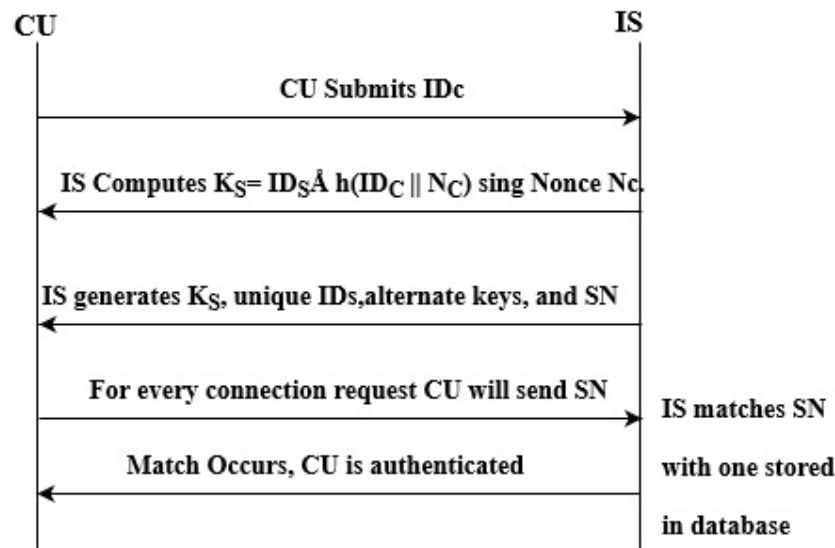 CU IS
CU Submits IDc
IS Computes KS= IDSÅ h(IDC || NC) sing Nonce Nc.
IS generates KS, unique IDs,alternate keys, and SN
For every connection request CU will send SN
IS matches SN
Match Occurs, CU is authenticated
with one stored
in database